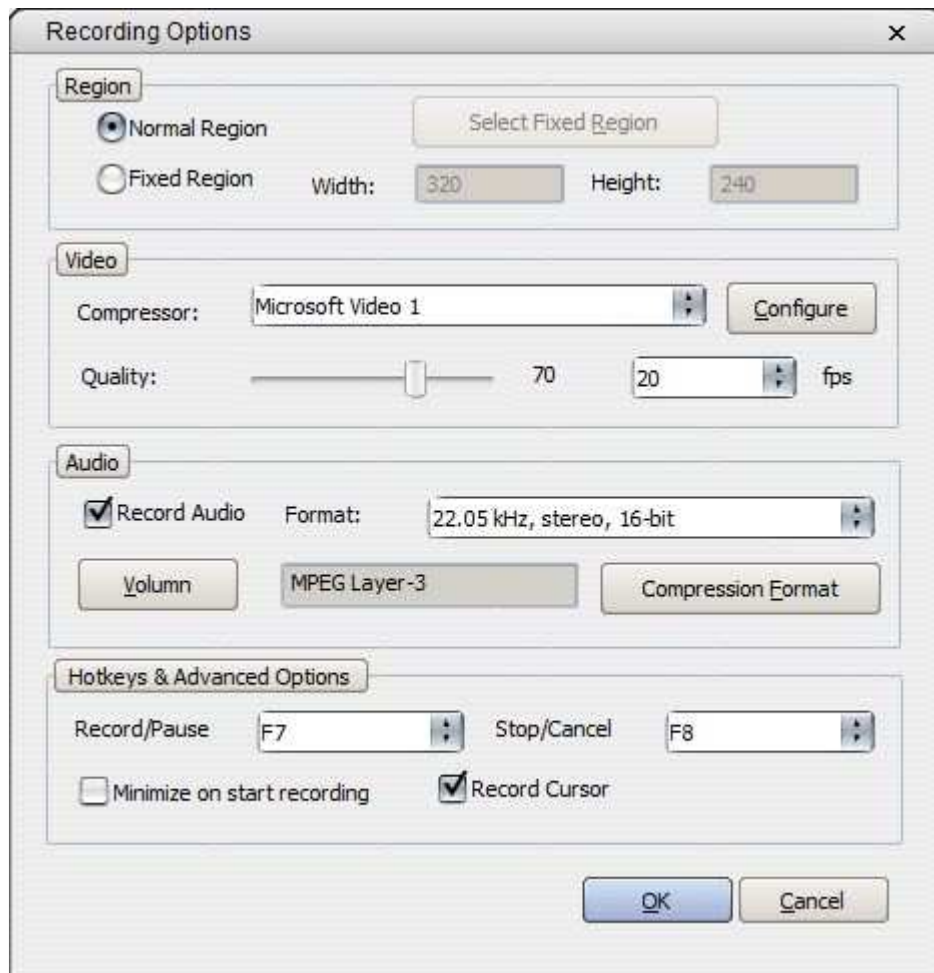 Recording Options
Region
Normal Region Select Fixed Region
Fixed Region Width: 320 Height: 240
Video
Compressor: Microsoft Video 1 Configure
Quality: 70 20 fps
Audio
Record Audio Format: 22.05 kHz, stereo, 16-bit
Volumn MPEG Layer-3 Compression Format
Hotkeys & Advanced Options
Record/Pause F7 Stop/Cancel F8
Minimize on start recording Record Cursor
OK Cancel